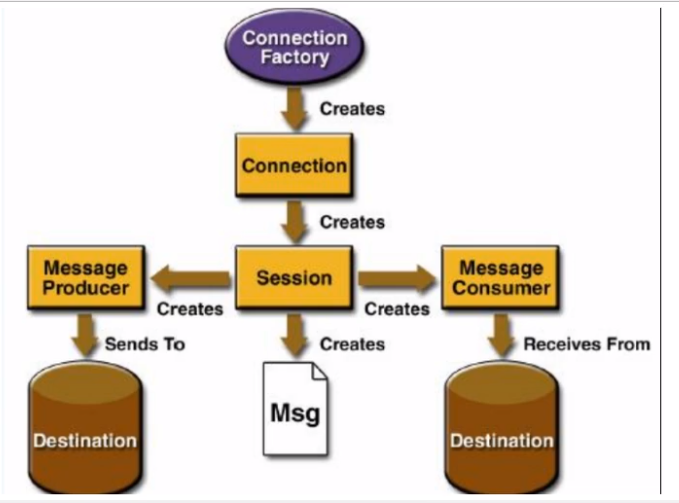 Connection
Factory
Creates
Connection
Creates
Message
Producer
Session
Message
Consumer
Creates
Creates
Sends To
Creates
Receives From
Destination
Msg
Destination